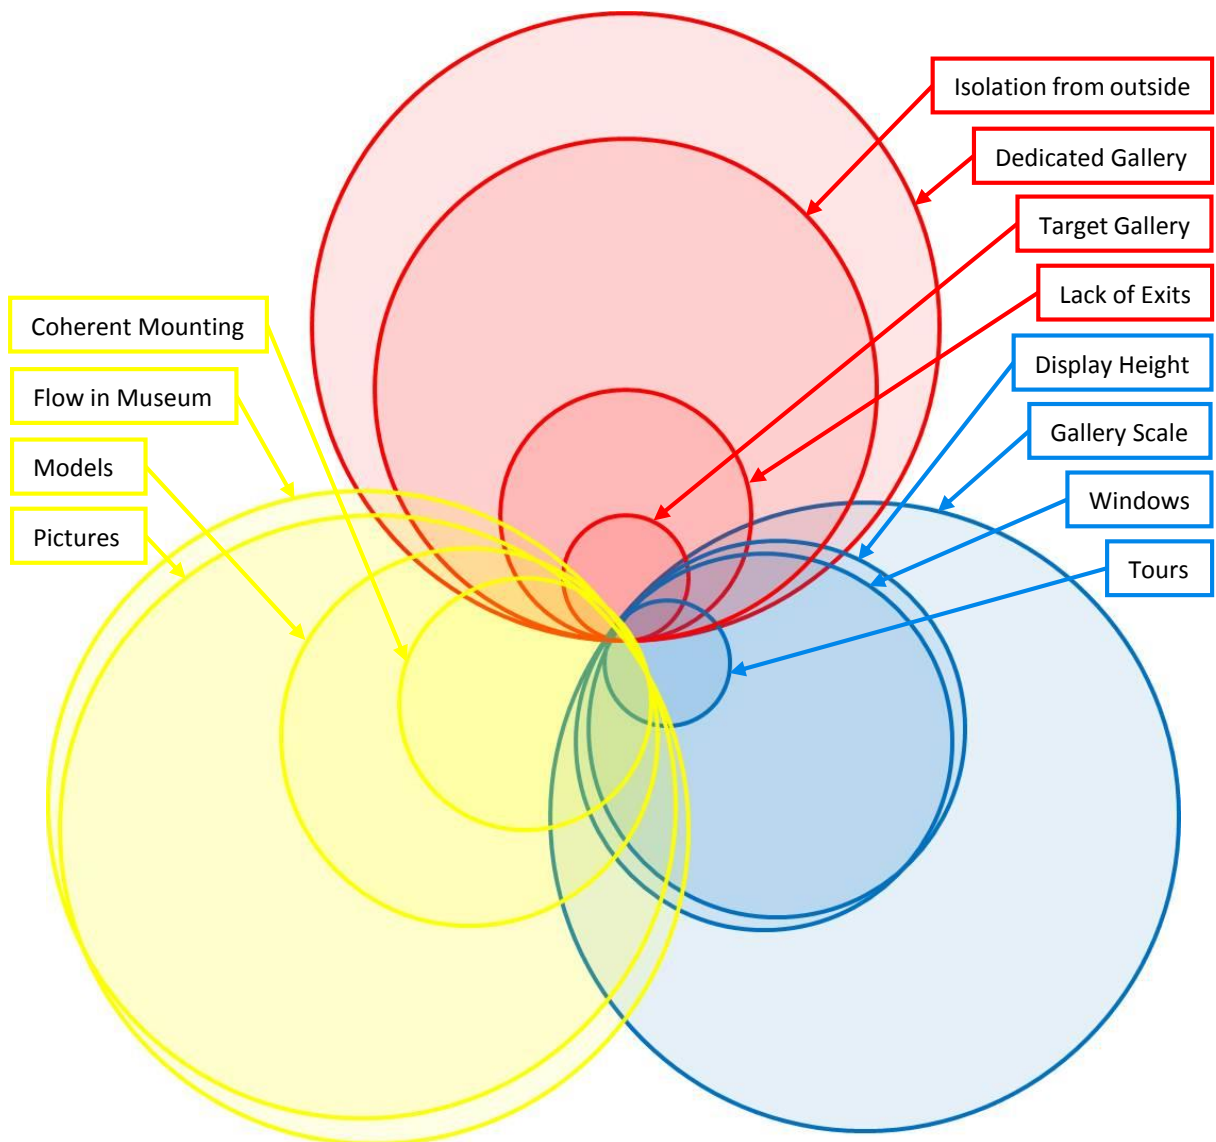 Isolation from outside
Dedicated Gallery
Target Gallery
Lack of Exits
Display Height
Gallery Scale
Windows
Tours
Coherent Mounting
Flow in Museum
Models
Pictures